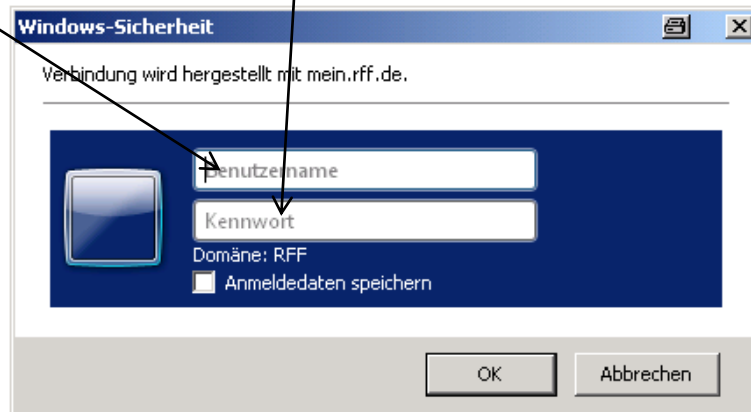 Windows-Sicherheit
Verbindung wird hergestellt mit mein.rff.de.
Benutzername
Kennwort
Domäne: RFF
Anmeldedaten speichern
OK
Abbrechen